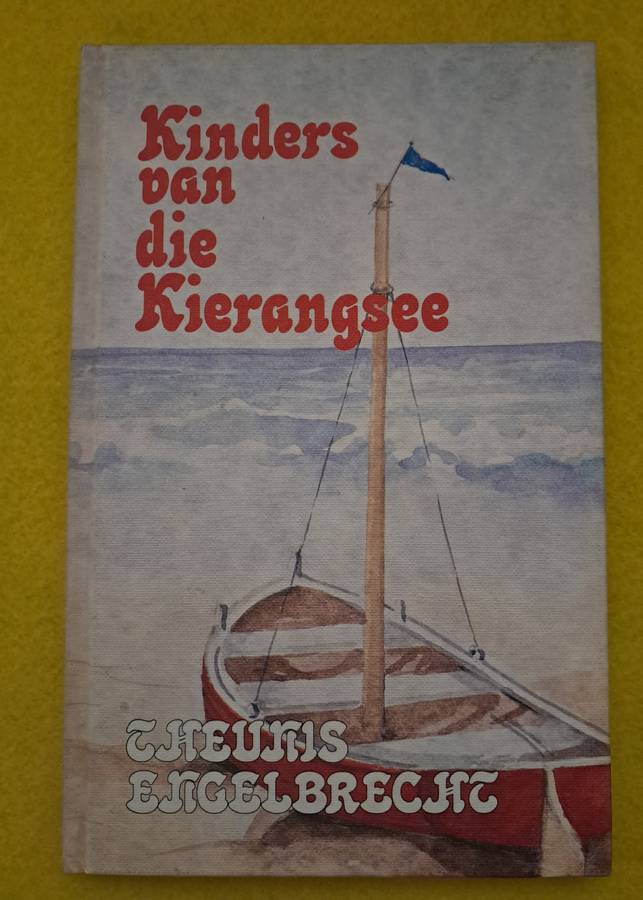 Kinders
van
die
Kierangsee
THEUNIS
ENGELBRECHT